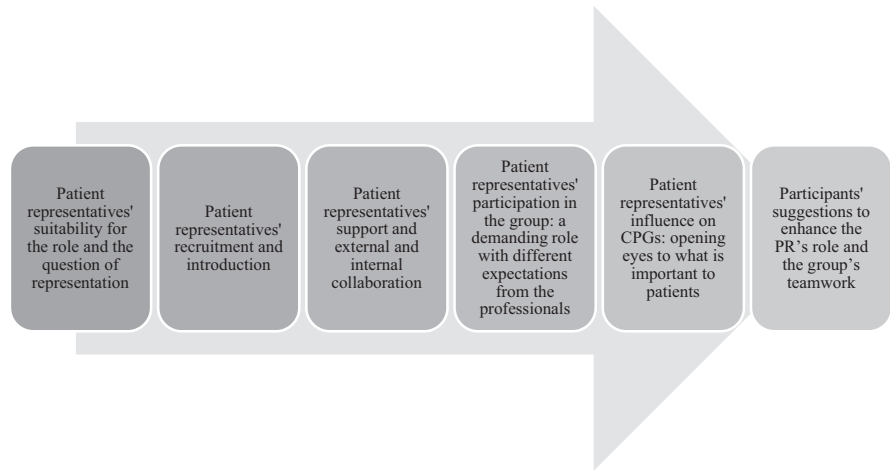 Patient
representatives'
suitability for
the role and the
question of
representation
Patient
representatives'
recruitment and
introduction
Patient
representatives'
support and
external and
internal
collaboration
Patient
representatives'
participation in
the group: a
demanding role
with different
expectations
from the
professionals
Patient
representatives'
influence on
CPGs: opening
eyes to what is
important to
patients
Participants'
suggestions to
enhance the
PR’s role and
the group’s
teamwork